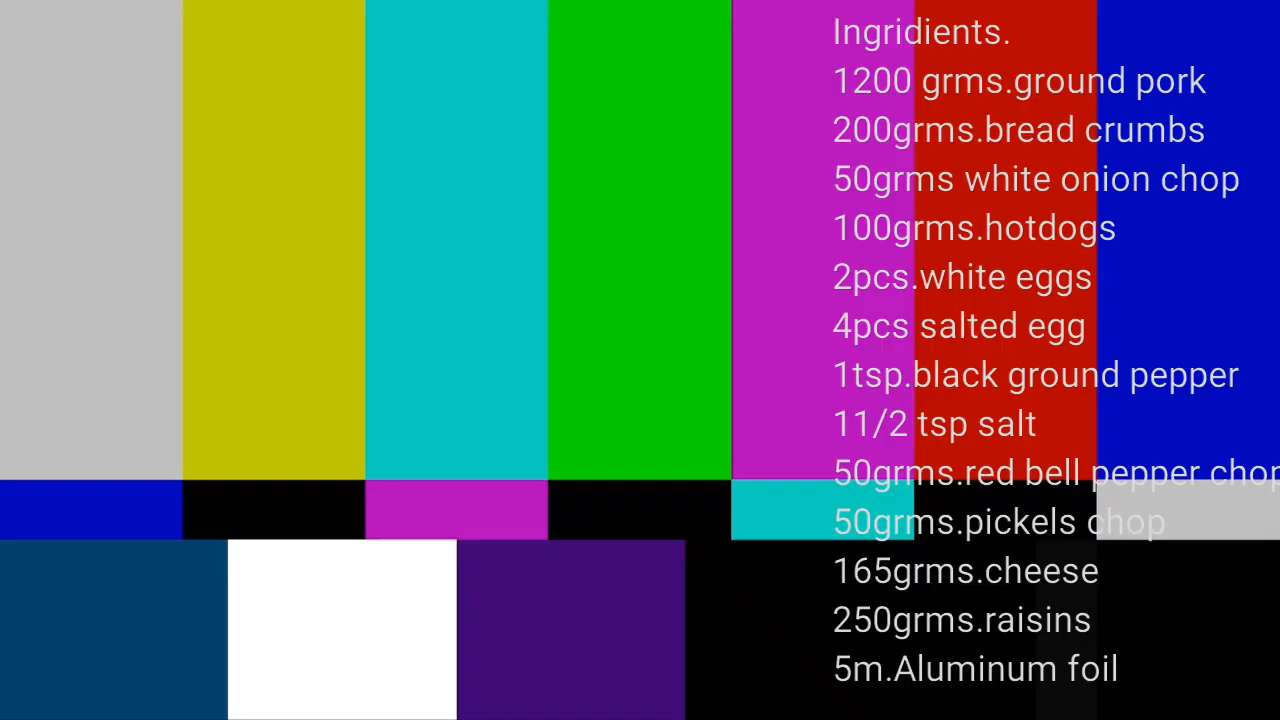 Ingridients.
1200 grms.ground pork
200grms.bread crumbs
50grms white onion chop
100grms.hotdogs
2pcs.white eggs
4pcs salted egg
1tsp.black ground pepper
11/2 tsp salt
50grms.red bell pepper chop
50grms.pickels chop
165grms.cheese
250grms.raisins
5m.Aluminum foil